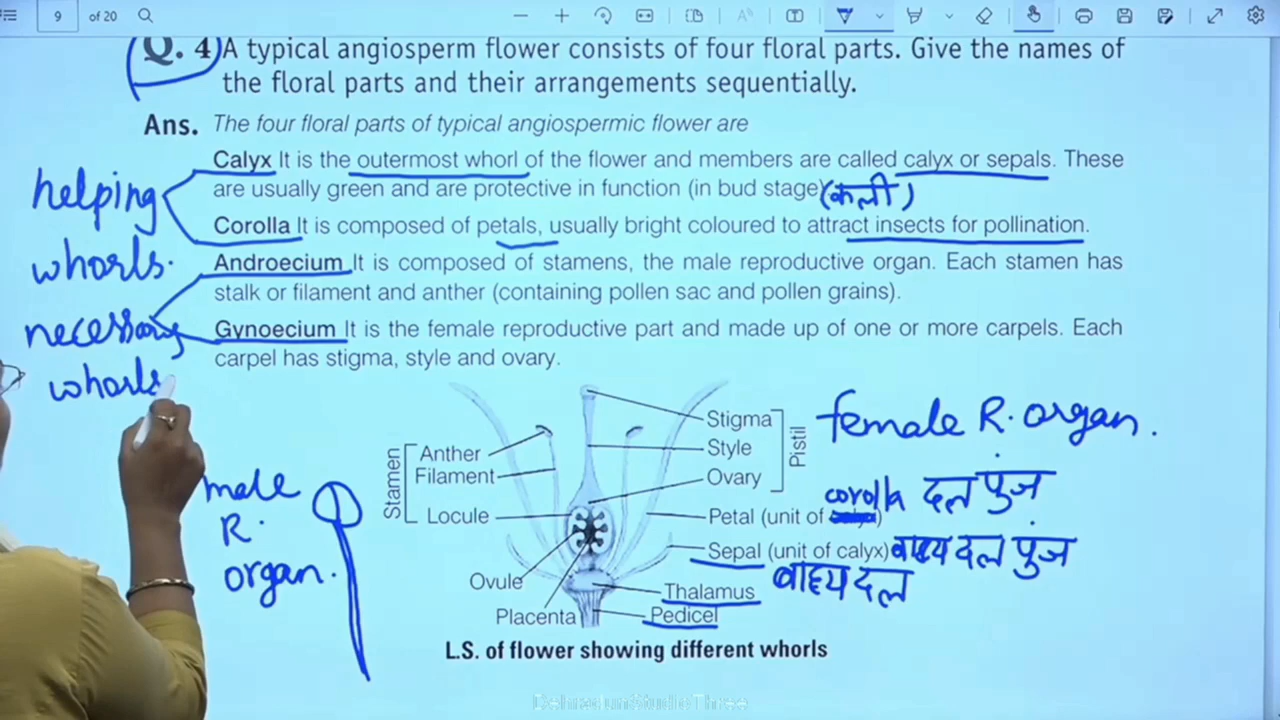 9 of 20
Q. 4 A typical angiosperm flower consists of four floral parts. Give the names of
the floral parts and their arrangements sequentially.
Ans. The four floral parts of typical angiospermic flower are
Calyx It is the outermost whorl of the flower and members are called calyx or sepals. These
are usually green and are protective in function (in bud stage) (कली)
Corolla It is composed of petals, usually bright coloured to attract insects for pollination.
Androecium It is composed of stamens, the male reproductive organ. Each stamen has
stalk or filament and anther (containing pollen sac and pollen grains).
Gynoecium It is the female reproductive part and made up of one or more carpels. Each
carpel has stigma, style and ovary.
helping
whorls.
necessary
whorls
Stamen
Anther
Filament
Locule
Ovule
Placenta
Stigma
Style
Ovary
Pistil
female R. organ.
Petal (unit of corolla) दल पुंज
Sepal (unit of calyx) बाह्य दल पुंज
बाह्य दल
Thalamus
Pedicel
male
R.
organ.
L.S. of flower showing different whorls